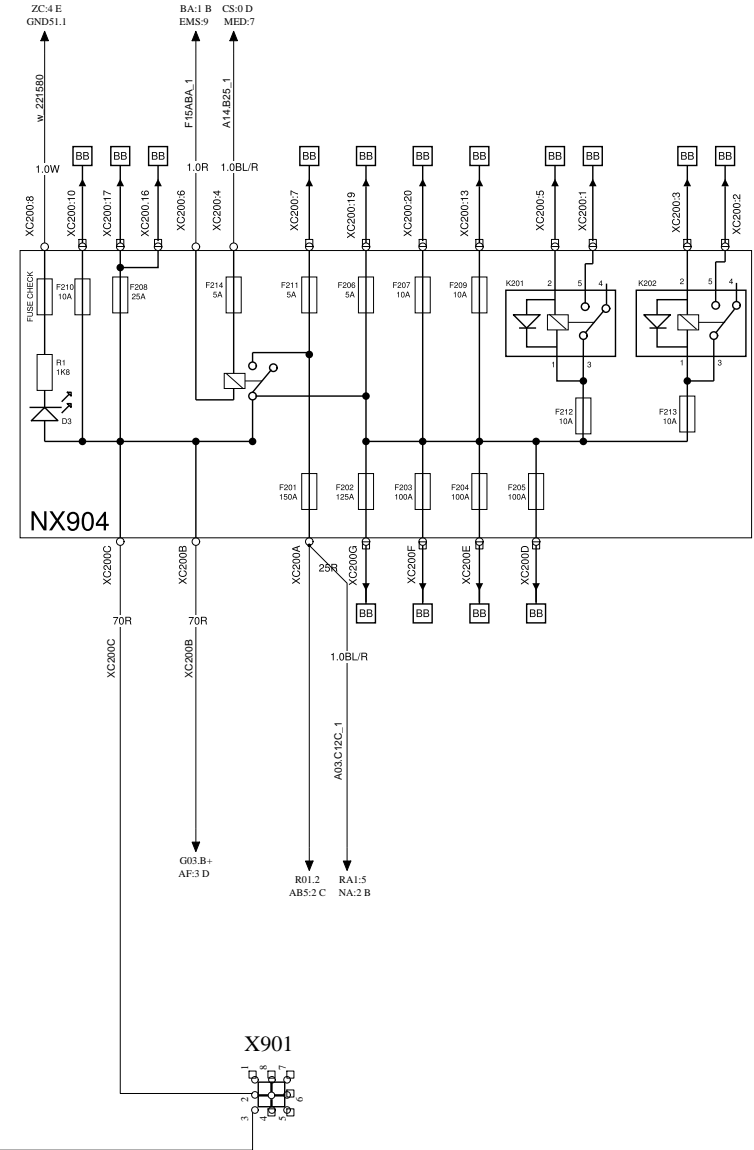 ZC:4 E
GND51.1
BA:1 B
EMS:9
CS:0 D
MED:7
w_221580
F15ABA_1
A14.B25_1
BB BB BB BB BB BB BB BB BB BB BB
1.0W
1.0R
1.0BL/R
XC200:8
XC200:10
XC200:17
XC200.16
XC200:6
XC200:4
XC200:7
XC200:19
XC200:20
XC200:13
XC200:5
XC200:1
XC200:3
XC200:2
FUSE CHECK
F210
10A
F208
25A
F214
5A
F211
5A
F206
5A
F207
10A
F209
10A
K201
2
5
4
1
3
K202
2
5
4
1
3
R1
1K8
D3
F212
10A
F213
10A
F201
150A
F202
125A
F203
100A
F204
100A
F205
100A
NX904
XC200C
XC200B
XC200A
25R
XC200G
XC200F
XC200E
XC200D
BB BB BB BB
70R
70R
XC200C
XC200B
1.0BL/R
A03.C12C_1
G03.B+
AF:3 D
R01.2
AB5:2 C
RA1:5
NA:2 B
X901
1 8 7
2 6
3 4 5